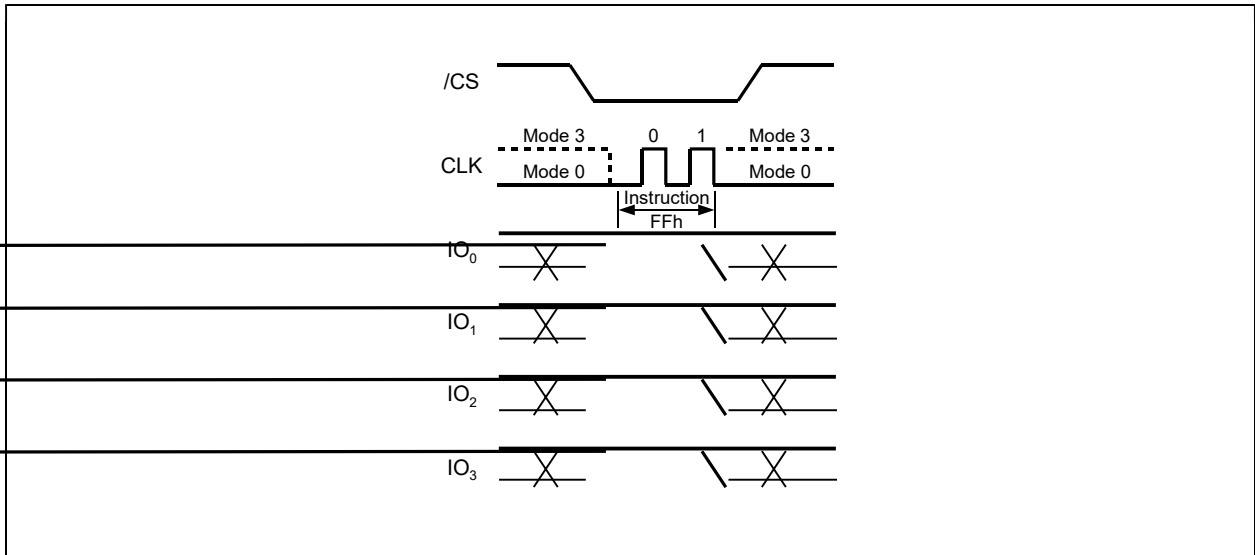 /CS
Mode 3 0 1 Mode 3
CLK
Mode 0 Mode 0
Instruction
FFh
IO0
IO1
IO2
IO3